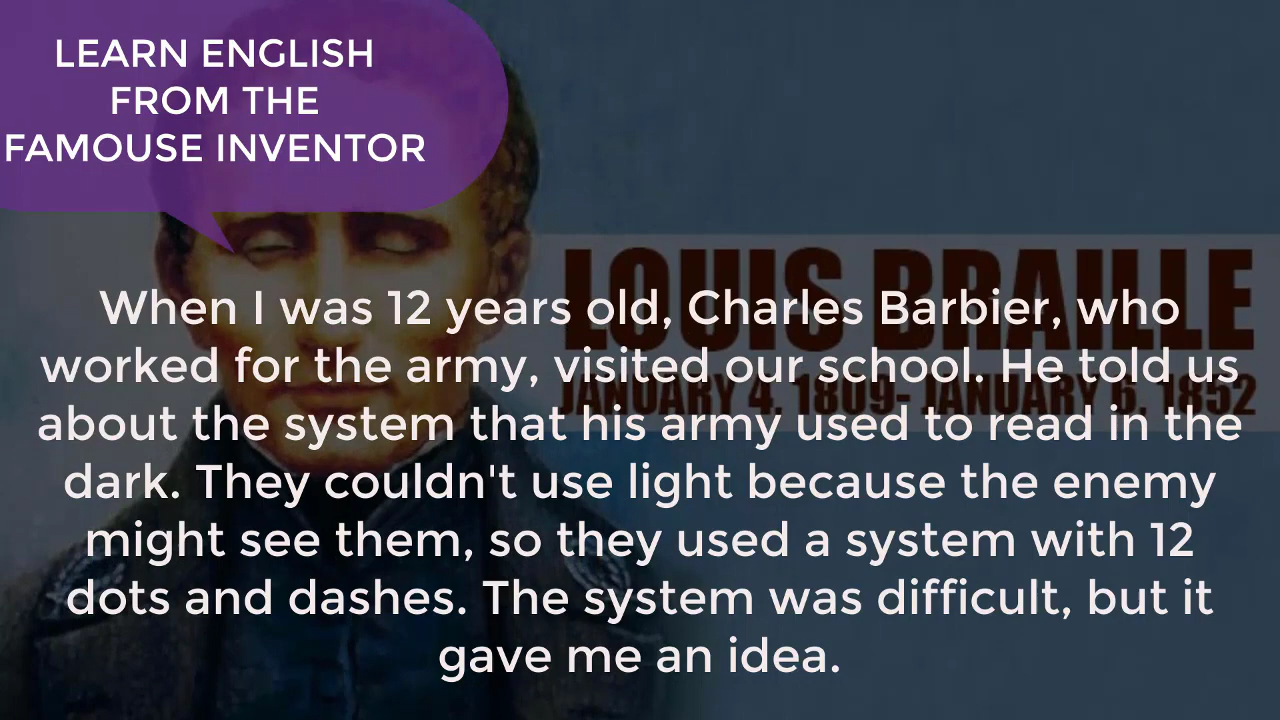 LEARN ENGLISH
FROM THE
FAMOUSE INVENTOR
LOUIS BRAILLE
JANUARY 4, 1809- JANUARY 6, 1852
When I was 12 years old, Charles Barbier, who
worked for the army, visited our school. He told us
about the system that his army used to read in the
dark. They couldn't use light because the enemy
might see them, so they used a system with 12
dots and dashes. The system was difficult, but it
gave me an idea.